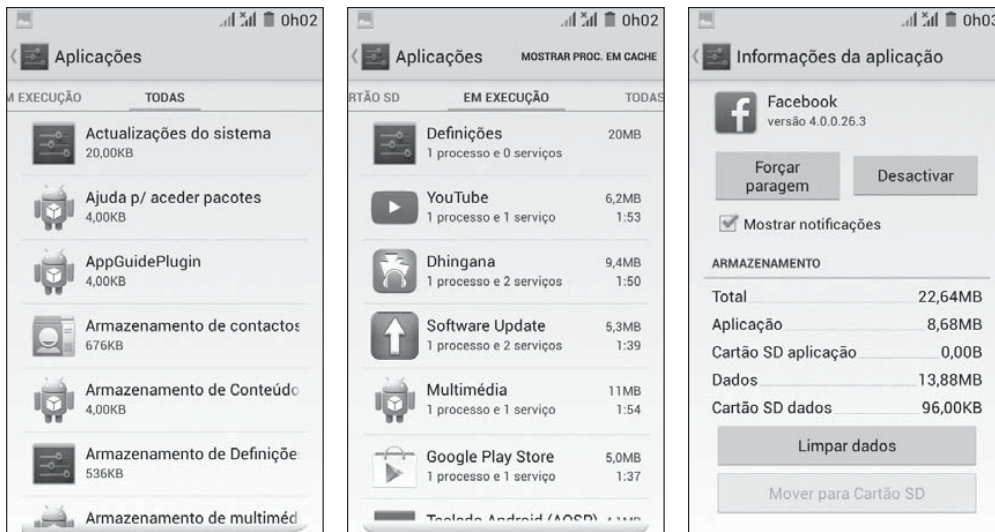 0h02
Aplicações
M EXECUÇÃO TODAS
Actualizações do sistema
20,00KB
Ajuda p/ aceder pacotes
4,00KB
AppGuidePlugin
4,00KB
Armazenamento de contactos
676KB
Armazenamento de Conteúdo
4,00KB
Armazenamento de Definiçõe
536KB
Armazenamento de multiméd
0h02
Aplicações MOSTRAR PROC. EM CACHE
RTÃO SD EM EXECUÇÃO TODAS
Definições 20MB
1 processo e 0 serviços
YouTube 6,2MB
1 processo e 1 serviço 1:53
Dhingana 9,4MB
1 processo e 2 serviços 1:50
Software Update 5,3MB
1 processo e 2 serviços 1:39
Multimédia 11MB
1 processo e 1 serviço 1:54
Google Play Store 5,0MB
1 processo e 1 serviço 1:37
Teclado Android (AOSP)
0h03
Informações da aplicação
Facebook
versão 4.0.0.26.3
Forçar paragem Desactivar
Mostrar notificações
ARMAZENAMENTO
Total 22,64MB
Aplicação 8,68MB
Cartão SD aplicação 0,00B
Dados 13,88MB
Cartão SD dados 96,00KB
Limpar dados
Mover para Cartão SD